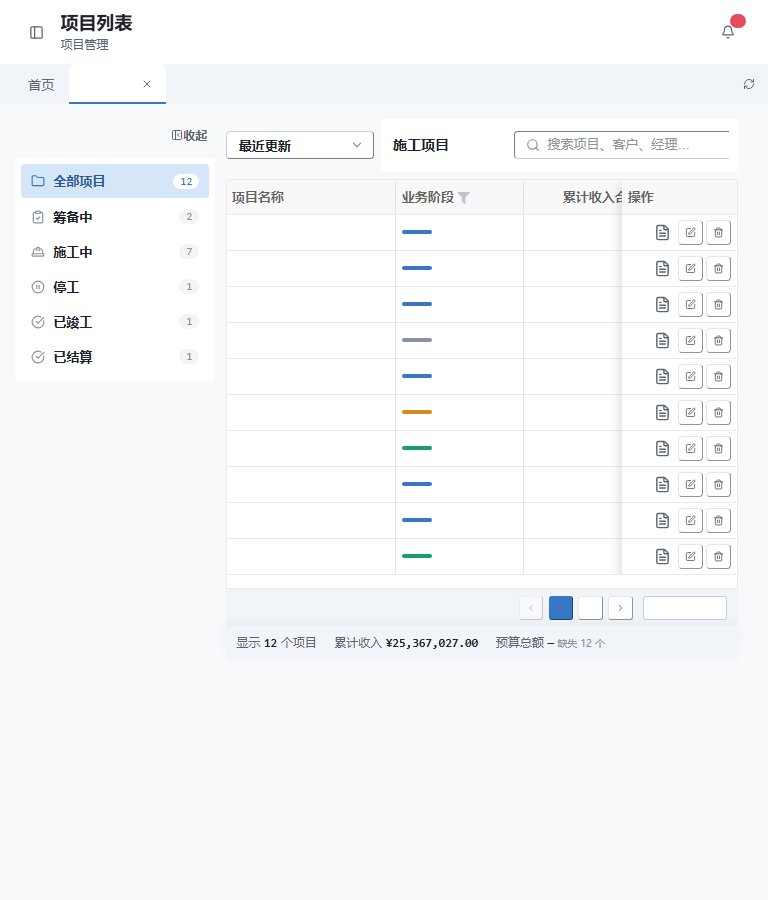 项目列表
项目管理
首页
收起
最近更新
施工项目
搜索项目、客户、经理...
全部项目 12
筹备中 2
施工中 7
停工 1
已竣工 1
已结算 1
项目名称 业务阶段 累计收入合 操作
显示 12 个项目 累计收入 ¥25,367,027.00 预算总额 — 缺失 12 个